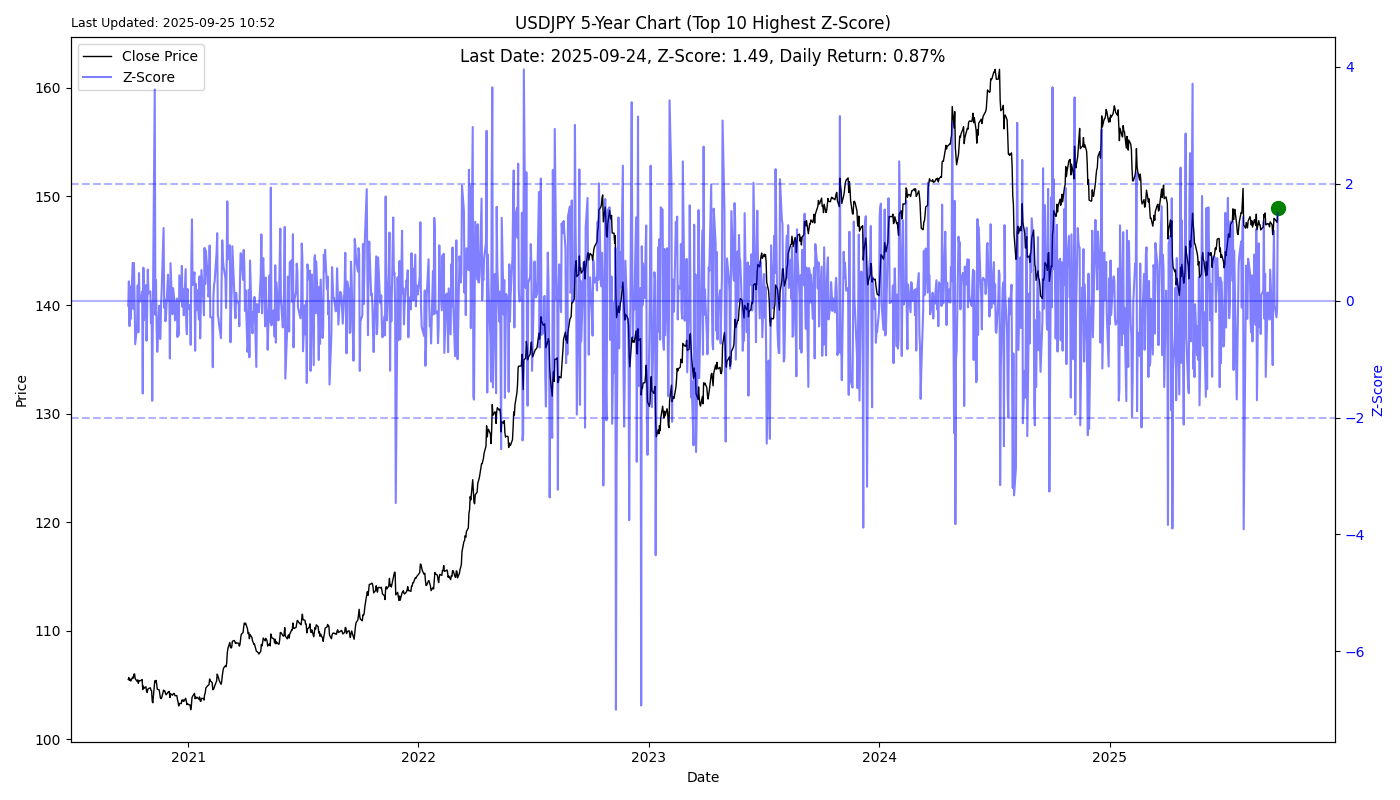 Last Updated: 2025-09-25 10:52
USDJPY 5-Year Chart (Top 10 Highest Z-Score)
Last Date: 2025-09-24, Z-Score: 1.49, Daily Return: 0.87%
Close Price
Z-Score
160
150
140
130
120
110
100
Price
4
2
0
−2
−4
−6
Z-Score
2021
2022
2023
2024
2025
Date